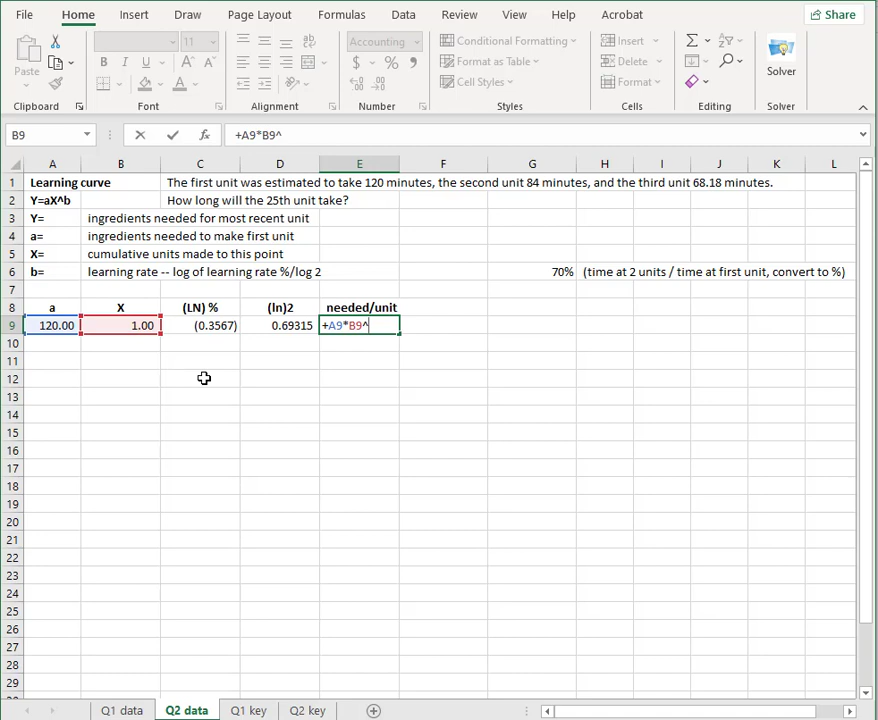 File Home Insert Draw Page Layout Formulas Data Review View Help Acrobat Share
11 ab Accounting Conditional Formatting Insert Σ
Paste B I U A A $ % Format as Table Delete Solver
Cell Styles Format
Clipboard Font Alignment Number Styles Cells Editing Solver
B9 fx +A9*B9^
A B C D E F G H I J K L
1 Learning curve The first unit was estimated to take 120 minutes, the second unit 84 minutes, and the third unit 68.18 minutes.
2 Y=aX^b How long will the 25th unit take?
3 Y= ingredients needed for most recent unit
4 a= ingredients needed to make first unit
5 X= cumulative units made to this point
6 b= learning rate -- log of learning rate %/log 2 70% (time at 2 units / time at first unit, convert to %)
7
8 a X (LN) % (ln)2 needed/unit
9 120.00 1.00 (0.3567) 0.69315 +A9*B9^
10
11
12
13
14
15
16
17
18
19
20
21
22
23
24
25
26
27
28
29
Q1 data Q2 data Q1 key Q2 key